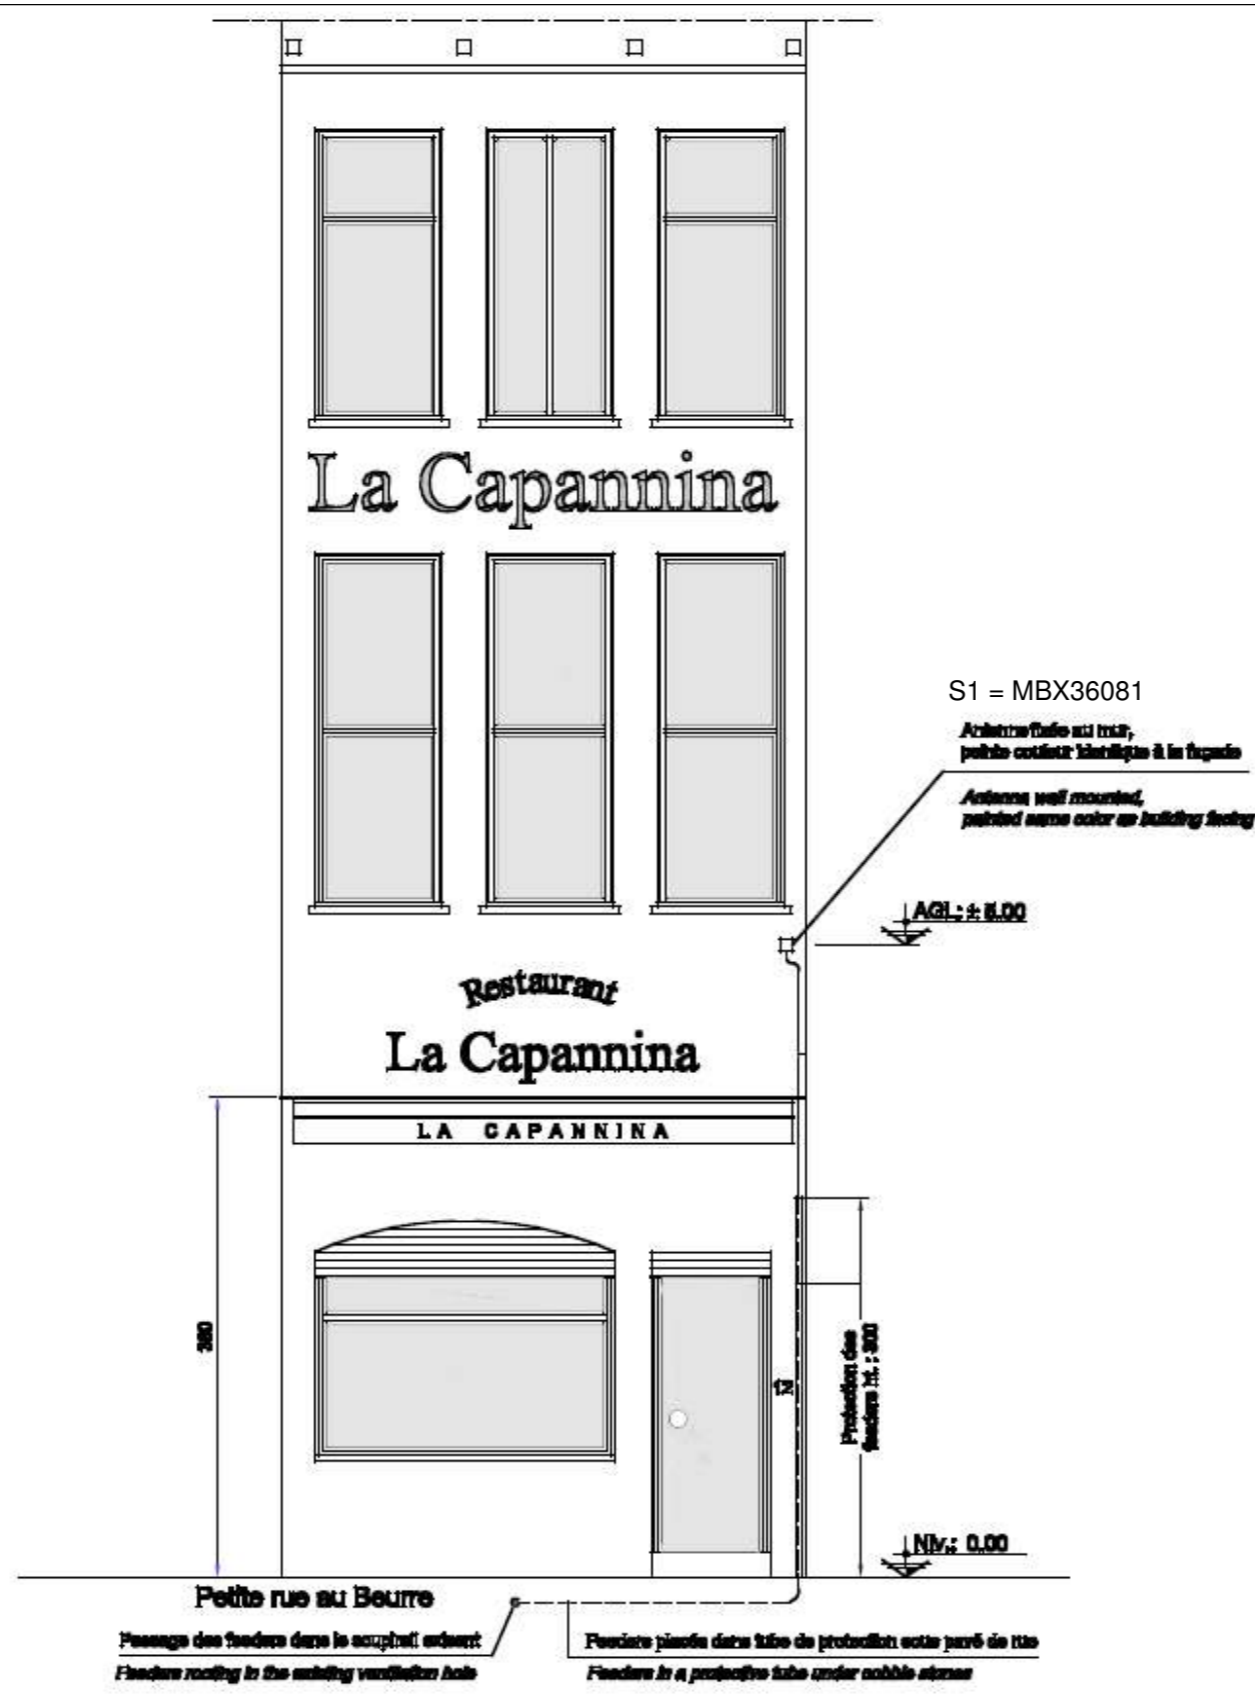 La Capannina
S1 = MBX36081
Antenne fixée au mur,
peinte couleur identique à la façade
Antenna wall mounted,
painted same color as building facing
AGL: ± 5.00
Restaurant
La Capannina
LA CAPANNINA
380
Protection des
feeders ht. : 300
Niv.: 0.00
Petite rue au Beurre
Passage des feeders dans le soupirail existant
Feeders rooting in the existing ventilation hole
Feeders placés dans tube de protection sous pavé de rue
Feeders in a protective tube under cobble stones